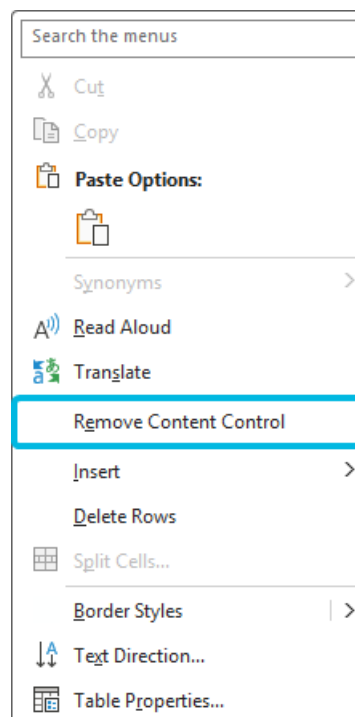 Search the menus
Cut
Copy
Paste Options:
Synonyms
Read Aloud
Translate
Remove Content Control
Insert
Delete Rows
Split Cells...
Border Styles
Text Direction...
Table Properties...